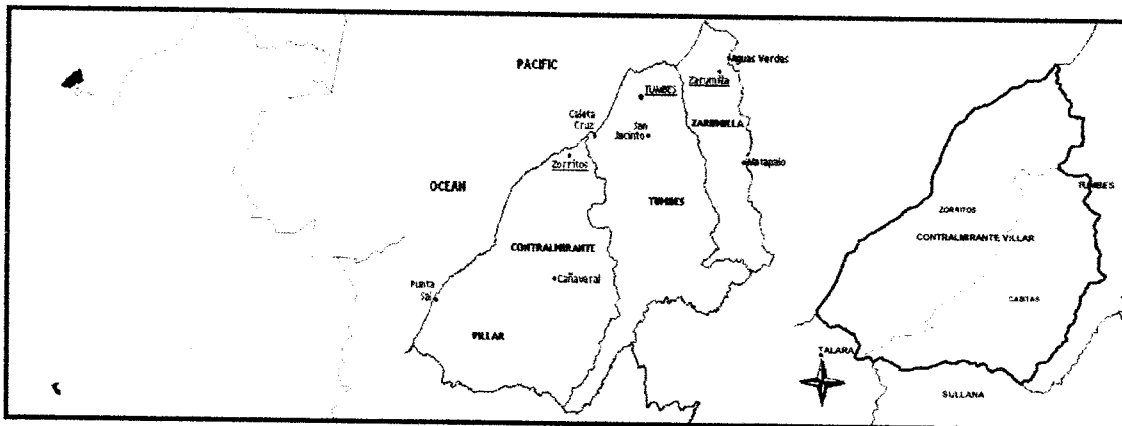 PACIFIC
OCEAN
Aguas Verdes
Zarumilla
TUMBES
Caleta
Cruz
San
Jacinto
ZARUMILLA
Matapalo
Zorritos
TUMBES
CONTRALMIRANTE
Cañaveral
Punta
Sal
VILLAR
TUMBES
ZORRITOS
CONTRALMIRANTE VILLAR
CASITAS
TALARA
SULLANA